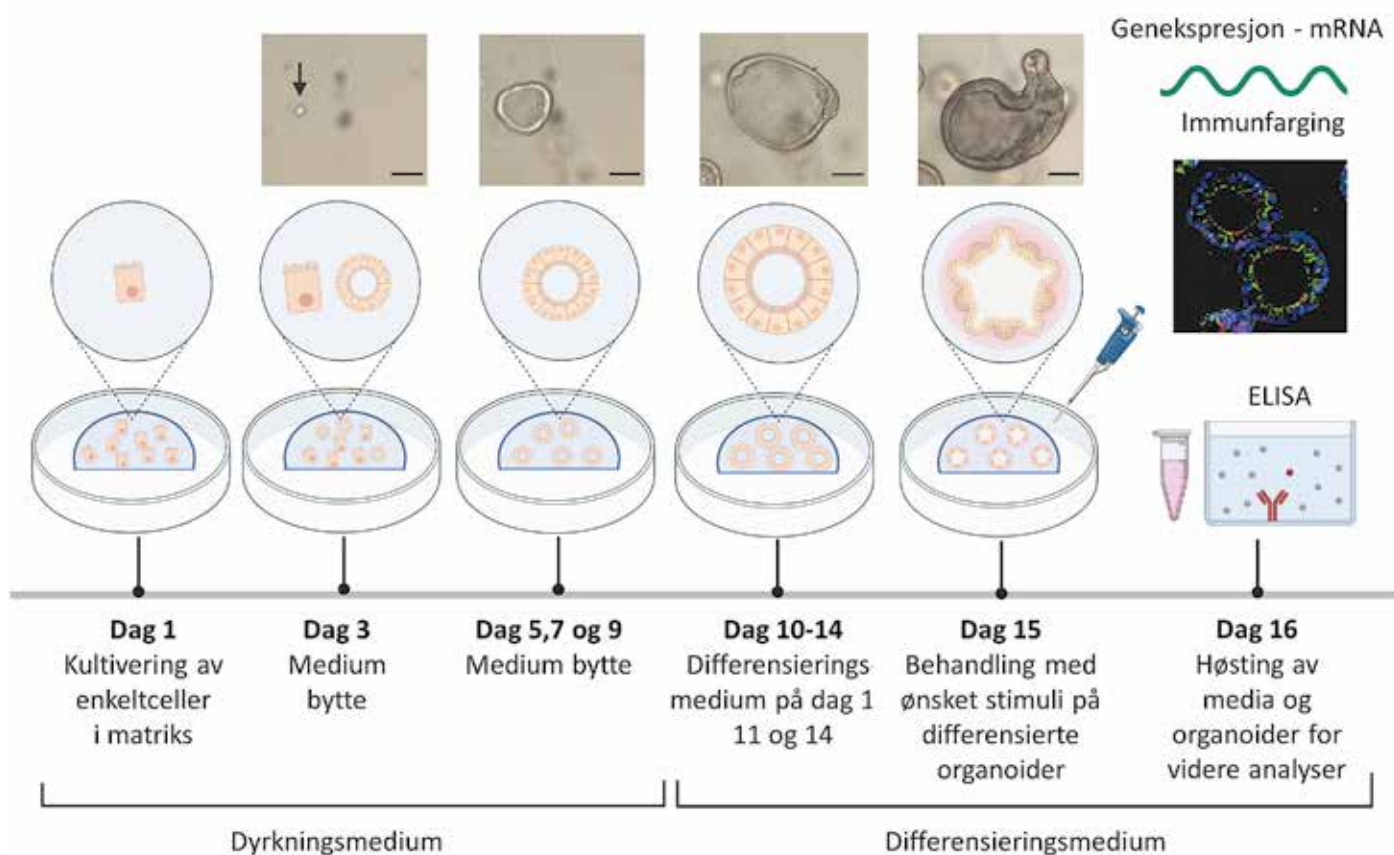 Genekspresjon - mRNA
Immunfarging
ELISA
Dag 1
Kultivering av
enkeltceller
i matriks
Dag 3
Medium
bytte
Dag 5,7 og 9
Medium bytte
Dag 10-14
Differensierings
medium på dag 1
11 og 14
Dag 15
Behandling med
ønsket stimuli på
differensierte
organoider
Dag 16
Høsting av
media og
organoider for
videre analyser
Dyrkningsmedium
Differensieringsmedium